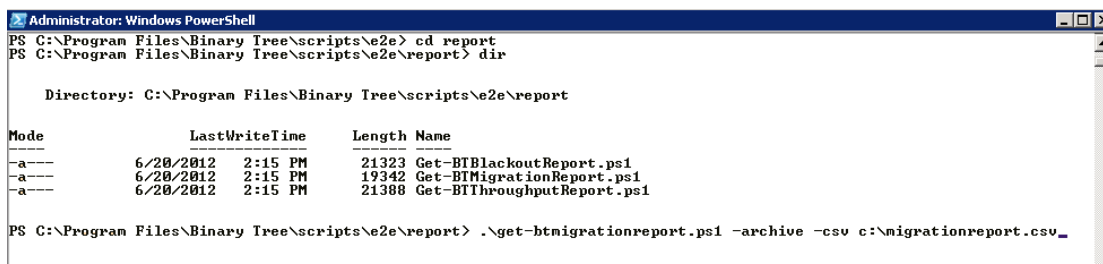 Administrator: Windows PowerShell
PS C:\Program Files\Binary Tree\scripts\e2e> cd report
PS C:\Program Files\Binary Tree\scripts\e2e\report> dir
Directory: C:\Program Files\Binary Tree\scripts\e2e\report
Mode LastWriteTime Length Name
---- ------------- ------ ----
-a--- 6/20/2012 2:15 PM 21323 Get-BTBlackoutReport.ps1
-a--- 6/20/2012 2:15 PM 19342 Get-BTMigrationReport.ps1
-a--- 6/20/2012 2:15 PM 21388 Get-BTThroughputReport.ps1
PS C:\Program Files\Binary Tree\scripts\e2e\report> .\get-btmigrationreport.ps1 -archive -csv c:\migrationreport.csv_